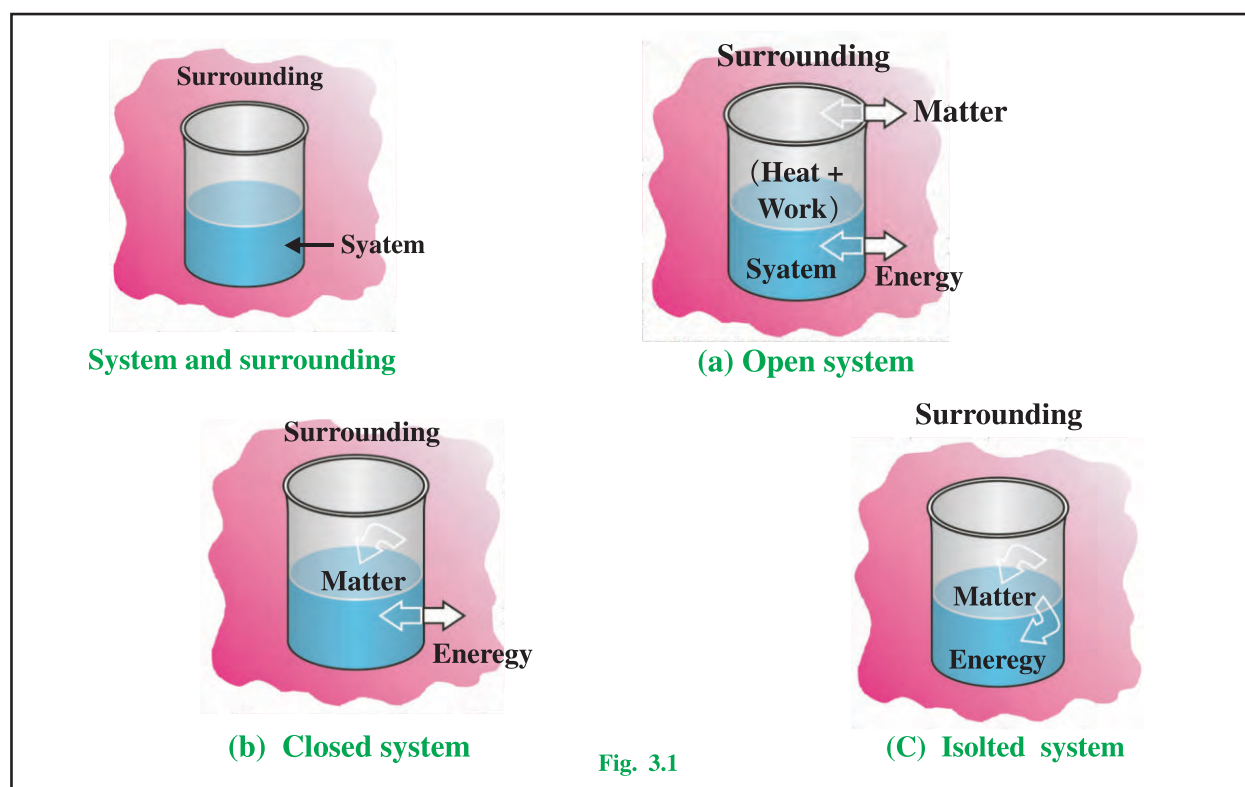 Surrounding
Syatem
System and surrounding
Surrounding
Matter
(Heat +
Work)
Syatem
Energy
(a) Open system
Surrounding
Matter
Eneregy
(b) Closed system
Surrounding
Matter
Eneregy
(C) Isolted system
Fig. 3.1